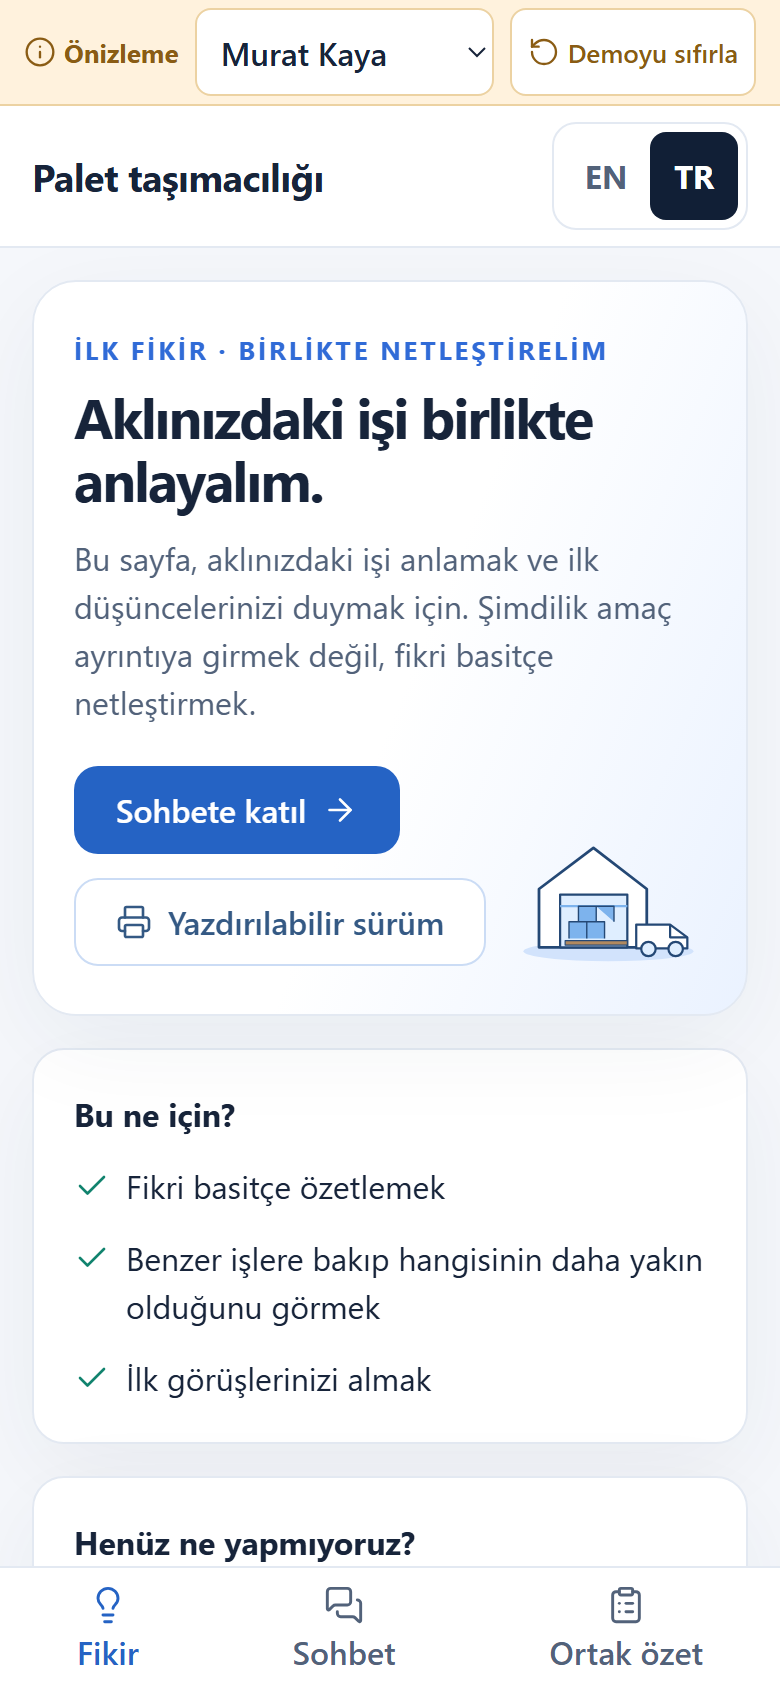 Önizleme
Murat Kaya
Demoyu sıfırla
Palet taşımacılığı
EN
TR
İLK FİKİR · BİRLİKTE NETLEŞTİRELİM
Aklınızdaki işi birlikte
anlayalım.
Bu sayfa, aklınızdaki işi anlamak ve ilk
düşüncelerinizi duymak için. Şimdilik amaç
ayrıntıya girmek değil, fikri basitçe
netleştirmek.
Sohbete katıl
Yazdırılabilir sürüm
Bu ne için?
Fikri basitçe özetlemek
Benzer işlere bakıp hangisinin daha yakın
olduğunu görmek
İlk görüşlerinizi almak
Henüz ne yapmıyoruz?
Fikir
Sohbet
Ortak özet